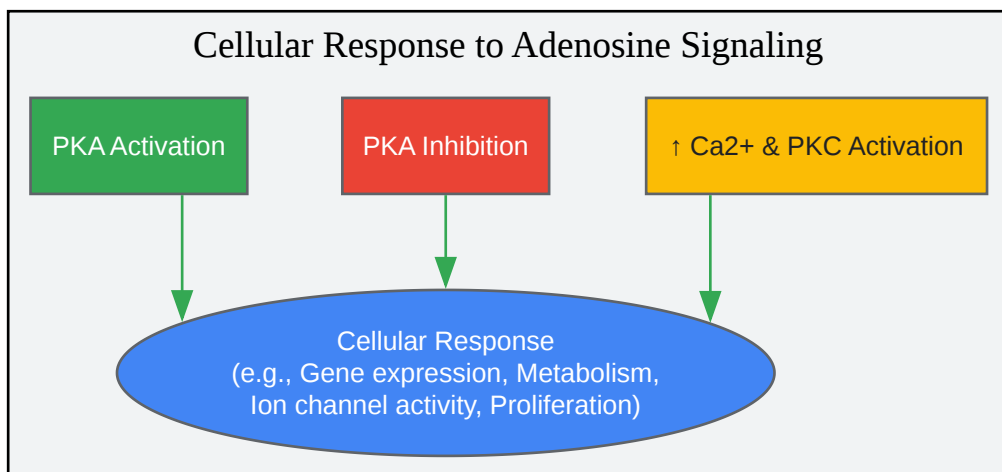 Cellular Response to Adenosine Signaling
PKA Activation
PKA Inhibition
↑ Ca2+ & PKC Activation
Cellular Response
(e.g., Gene expression, Metabolism,
Ion channel activity, Proliferation)